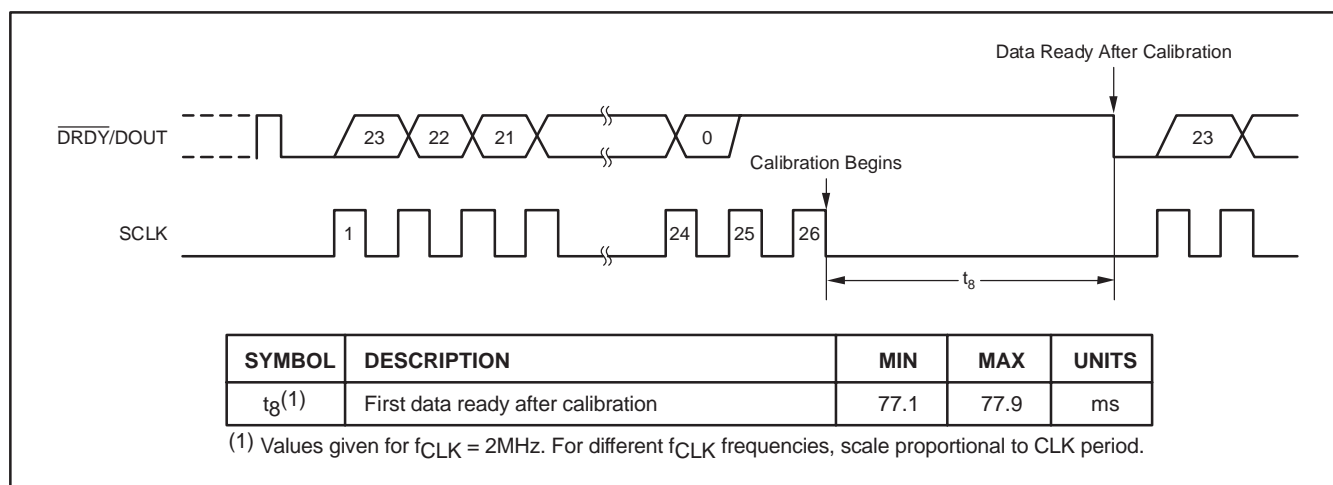 Data Ready After Calibration
DRDY/DOUT
23 22 21 0 23
Calibration Begins
SCLK
1 24 25 26
t8
SYMBOL DESCRIPTION MIN MAX UNITS
t8(1) First data ready after calibration 77.1 77.9 ms
(1) Values given for fCLK = 2MHz. For different fCLK frequencies, scale proportional to CLK period.